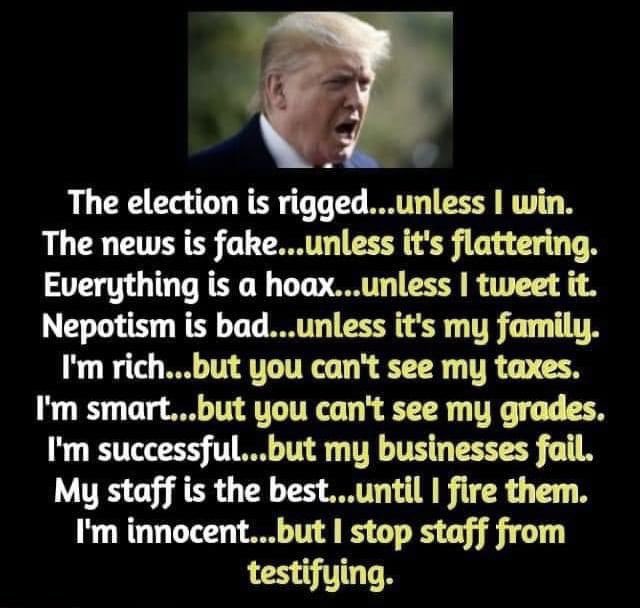 The election is rigged...unless I win.
The news is fake...unless it's flattering.
Everything is a hoax...unless I tweet it.
Nepotism is bad...unless it's my family.
I'm rich...but you can't see my taxes.
I'm smart...but you can't see my grades.
I'm successful...but my businesses fail.
My staff is the best...until I fire them.
I'm innocent...but I stop staff from
testifying.